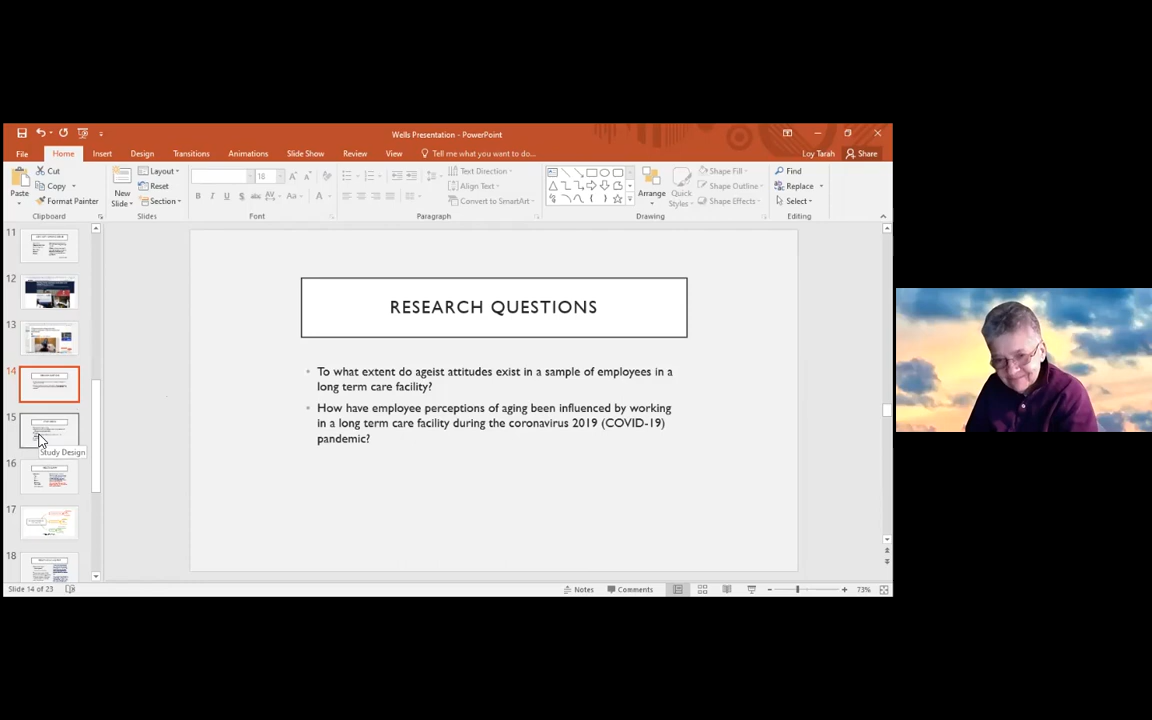 Wells Presentation - PowerPoint
File Home Insert Design Transitions Animations Slide Show Review View Tell me what you want to do... Loy Tarah Share
Paste
Cut
Copy
Format Painter
Clipboard
New
Slide
Layout
Reset
Section
Slides
18
B I U S abc AV Aa A
Font
Text Direction
Align Text
Convert to SmartArt
Paragraph
Arrange
Quick
Styles
Shape Fill
Shape Outline
Shape Effects
Drawing
Find
Replace
Select
Editing
11
12
13
14
15
Study Design
16
17
18
RESEARCH QUESTIONS
• To what extent do ageist attitudes exist in a sample of employees in a
long term care facility?
• How have employee perceptions of aging been influenced by working
in a long term care facility during the coronavirus 2019 (COVID-19)
pandemic?
Slide 14 of 23
Notes Comments 73%